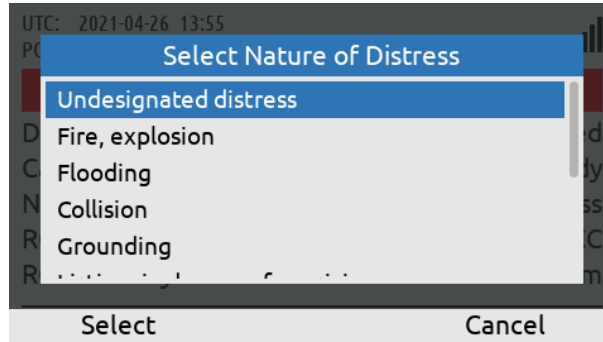 UTC: 2021-04-26 13:55
Select Nature of Distress
Undesignated distress
Fire, explosion
Flooding
Collision
Grounding
Select
Cancel